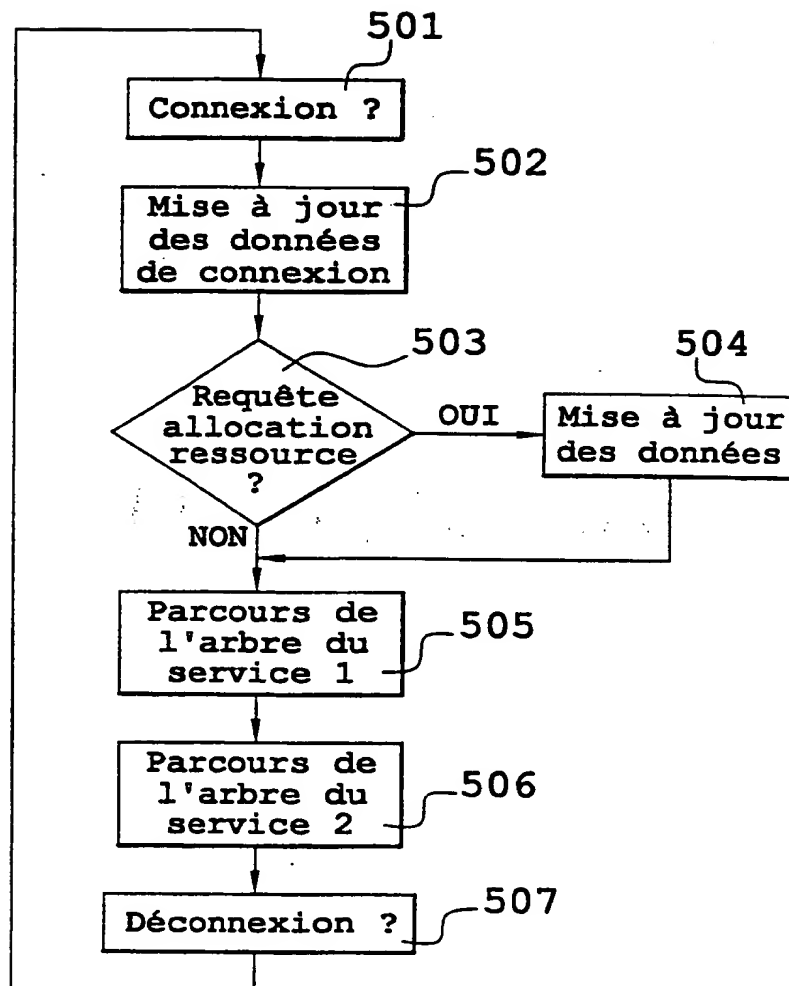 501
Connexion ?
502
Mise à jour
des données
de connexion
503
Requête
allocation
ressource
?
OUI
504
Mise à jour
des données
NON
Parcours de
l'arbre du
service 1
505
Parcours de
l'arbre du
service 2
506
Déconnexion ?
507